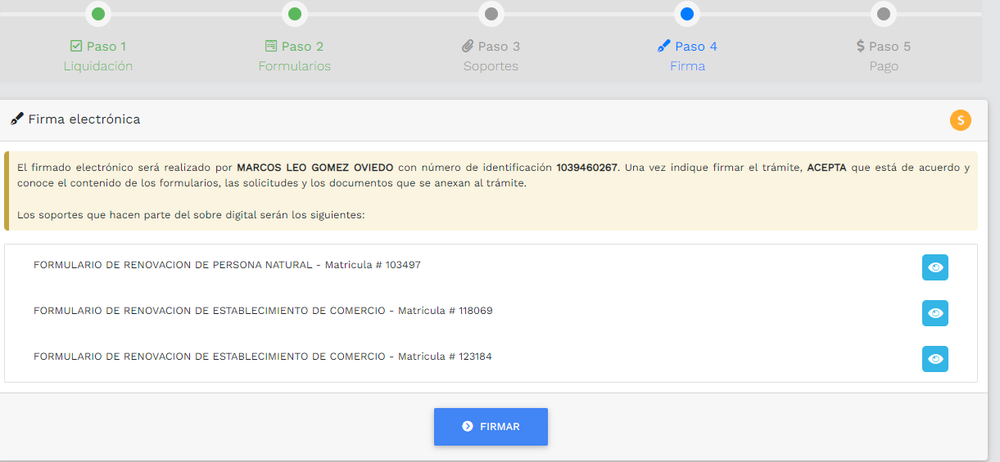 Paso 1
Paso 2
Paso 3
Paso 4
$ Paso 5
Liquidación
Formularios
Soportes
Firma
Pago
Firma electrónica
$
El firmado electrónico será realizado por MARCOS LEO GOMEZ OVIEDO con número de identificación 1039460267. Una vez indique firmar el trámite, ACEPTA que está de acuerdo y
conoce el contenido de los formularios, las solicitudes y los documentos que se anexan al trámite.
Los soportes que hacen parte del sobre digital serán los siguientes:
FORMULARIO DE RENOVACION DE PERSONA NATURAL - Matricula # 103497
FORMULARIO DE RENOVACION DE ESTABLECIMIENTO DE COMERCIO - Matricula # 118069
FORMULARIO DE RENOVACION DE ESTABLECIMIENTO DE COMERCIO - Matricula # 123184
FIRMAR